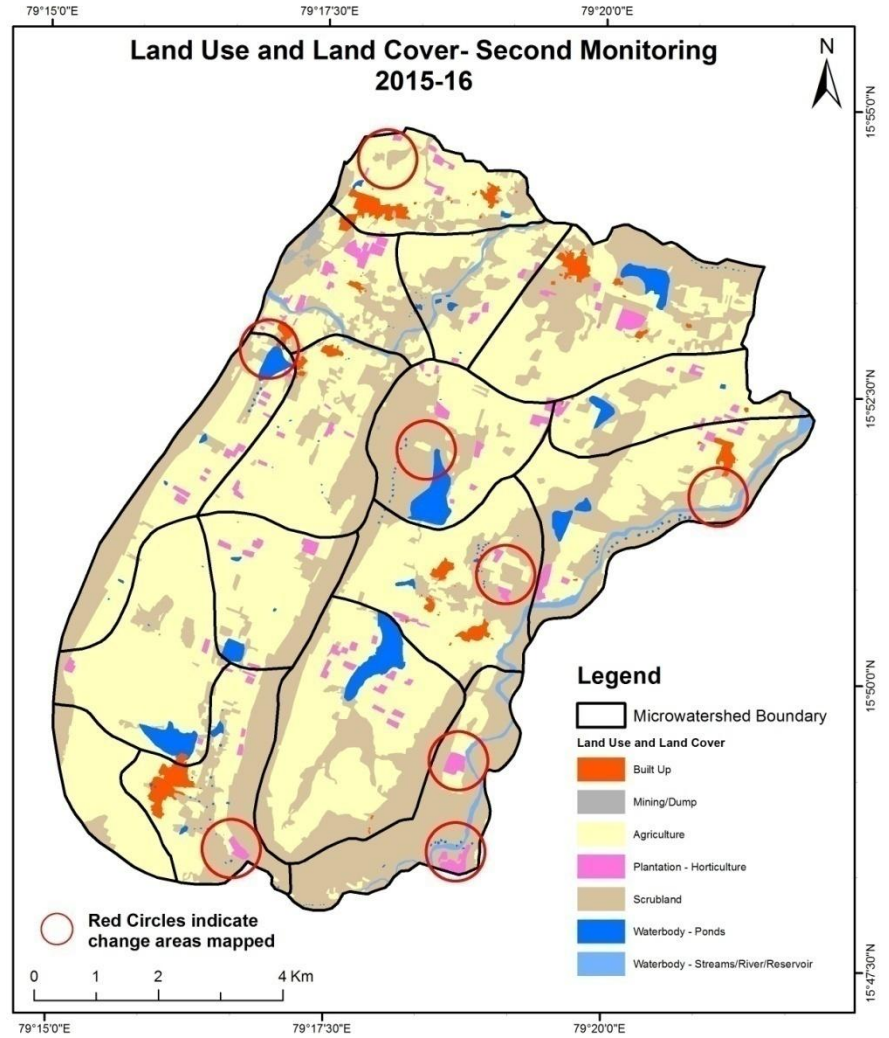 79°15'0"E
79°17'30"E
79°20'0"E
Land Use and Land Cover- Second Monitoring
2015-16
N
15°55'0"N
15°52'30"N
15°50'0"N
15°47'30"N
Legend
Microwatershed Boundary
Land Use and Land Cover
Built Up
Mining/Dump
Agriculture
Plantation - Horticulture
Scrubland
Waterbody - Ponds
Waterbody - Streams/River/Reservoir
Red Circles indicate
change areas mapped
0 1 2 4 Km
79°15'0"E
79°17'30"E
79°20'0"E